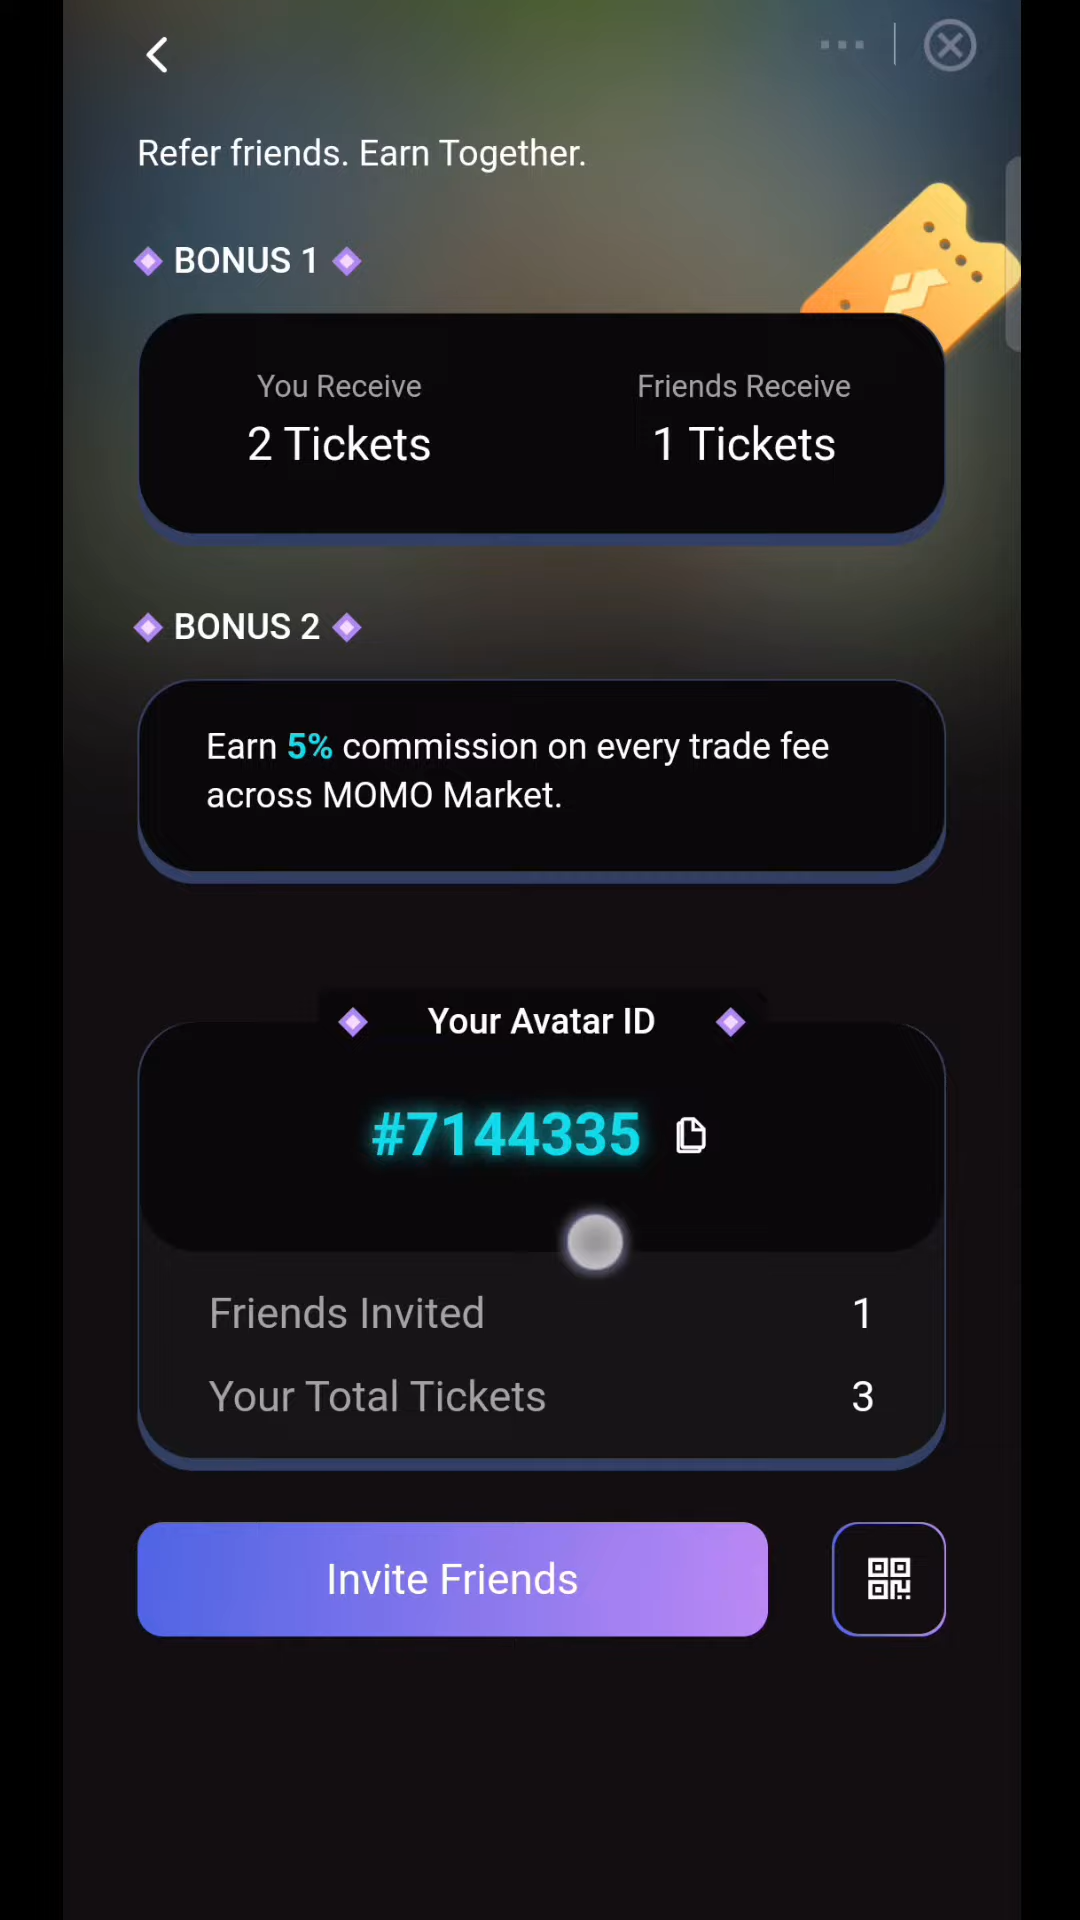 Refer friends. Earn Together.
BONUS 1
You Receive
Friends Receive
2 Tickets
1 Tickets
BONUS 2
Earn 5% commission on every trade fee
across MOMO Market.
Your Avatar ID
#7144335
Friends Invited 1
Your Total Tickets 3
Invite Friends